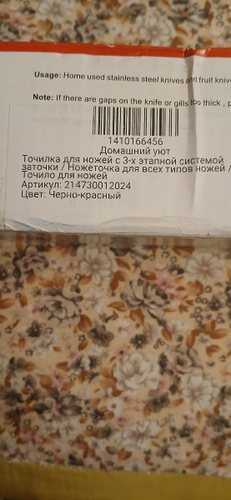 Usage: Home used stainless steel knives and fruit knive
Note: If there are gaps on the knife or gills too thick , p
1410166456
Домашний уют
Точилка для ножей с 3-х этапной системой
заточки / Ножеточка для всех типов ножей /
Точило для ножей
Артикул: 214730012024
Цвет: Черно-красный